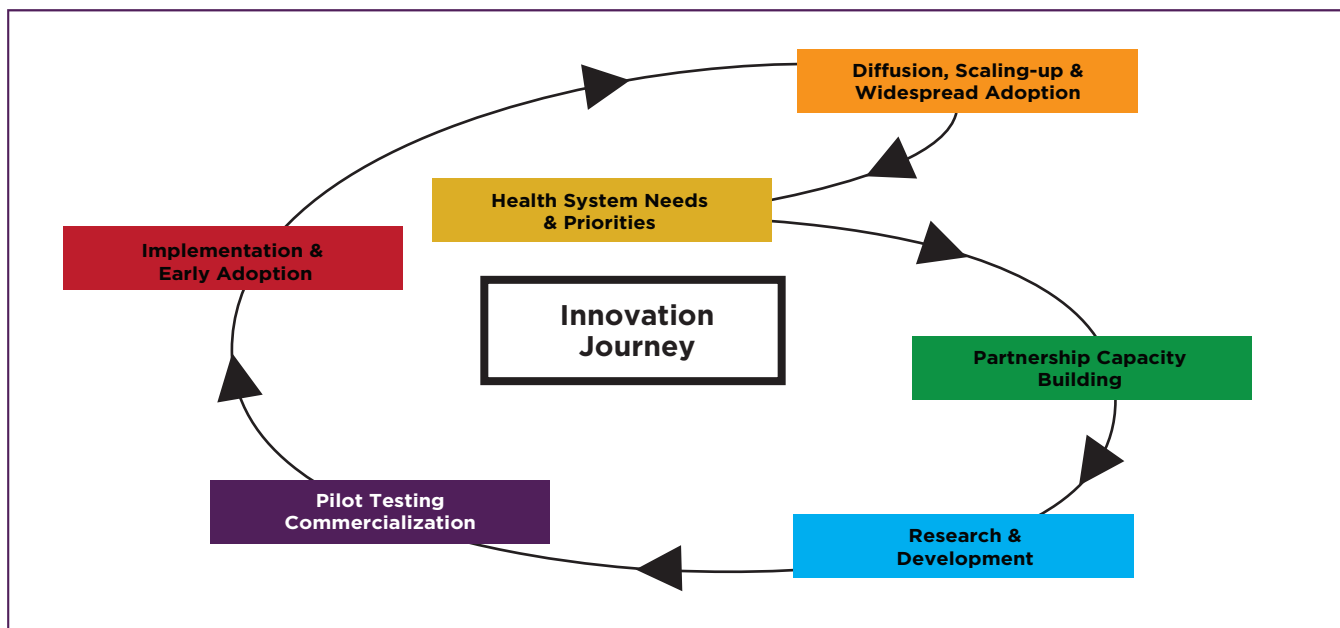 Diffusion, Scaling-up &
Widespread Adoption
Health System Needs
& Priorities
Implementation &
Early Adoption
Innovation
Journey
Partnership Capacity
Building
Pilot Testing
Commercialization
Research &
Development